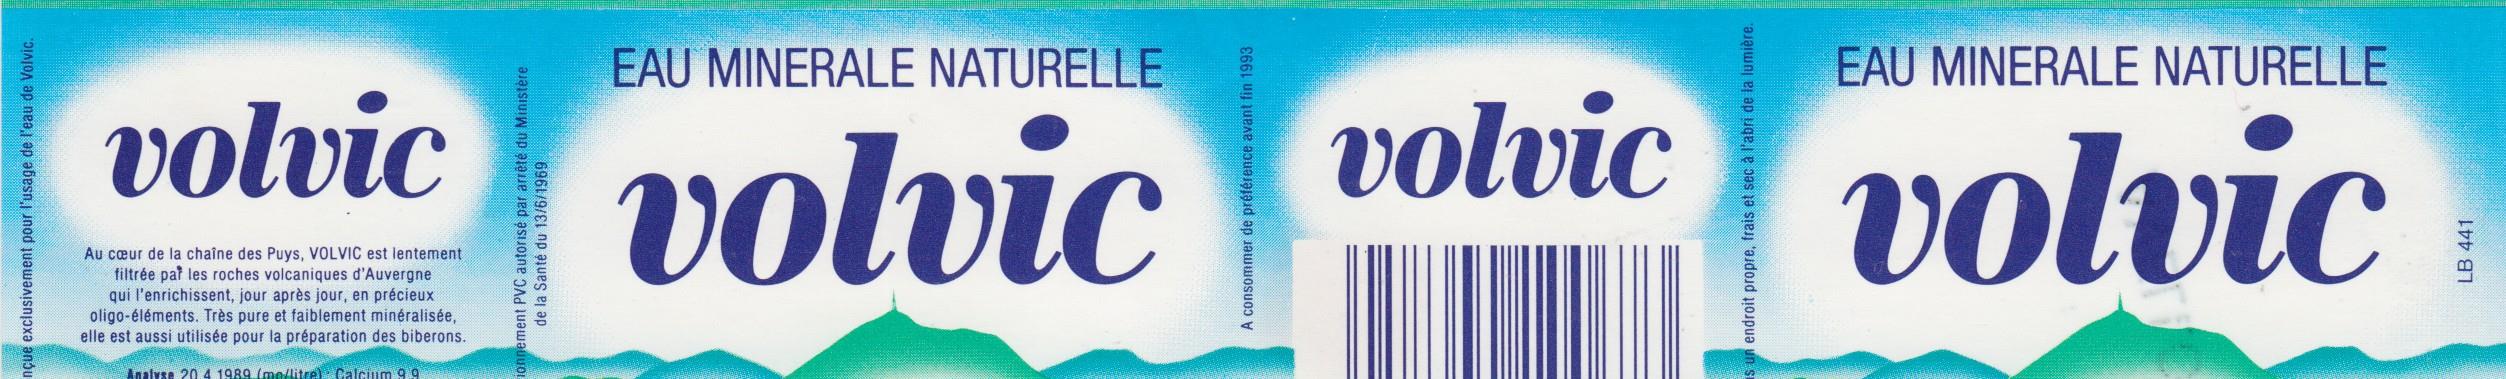 nçue exclusivement pour l'usage de l'eau de Volvic.
volvic
Au cœur de la chaîne des Puys, VOLVIC est lentement
filtrée par les roches volcaniques d'Auvergne
qui l'enrichissent, jour après jour, en précieux
oligo-éléments. Très pure et faiblement minéralisée,
elle est aussi utilisée pour la préparation des biberons.
Analyse 20.4.1989 (mg/litre) : Calcium 9,9
ionnement PVC autorisé par arrêté du Ministère
de la Santé du 13/6/1969
EAU MINERALE NATURELLE
volvic
A consommer de préférence avant fin 1993
volvic
s un endroit propre, frais et sec à l'abri de la lumière.
EAU MINERALE NATURELLE
volvic
LB 441